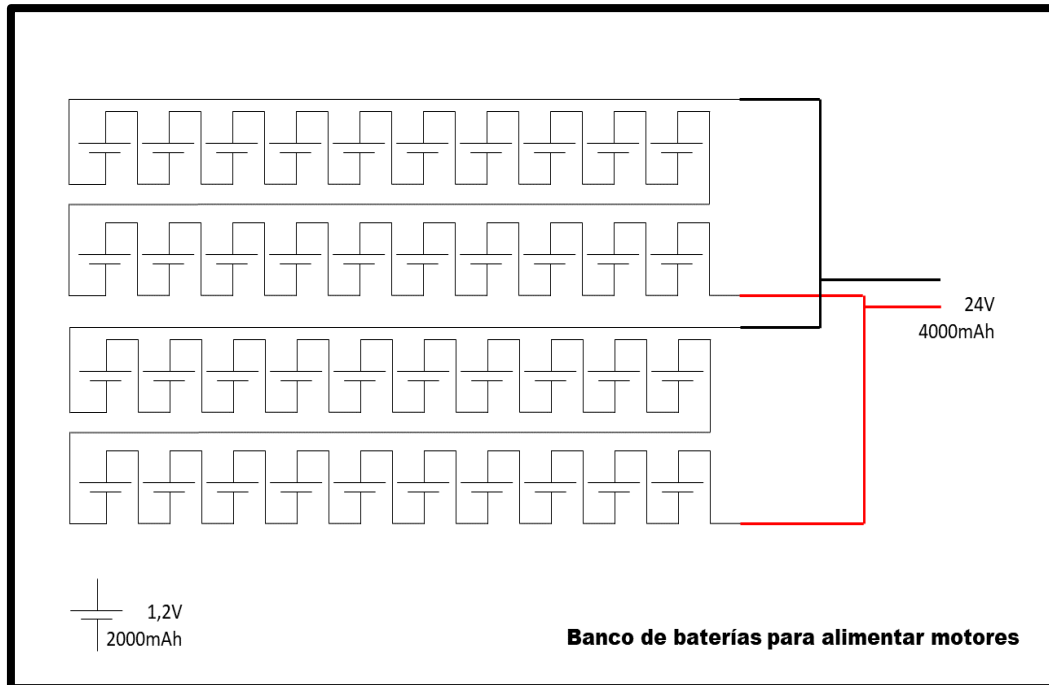 24V
4000mAh
1,2V
2000mAh
Banco de baterías para alimentar motores